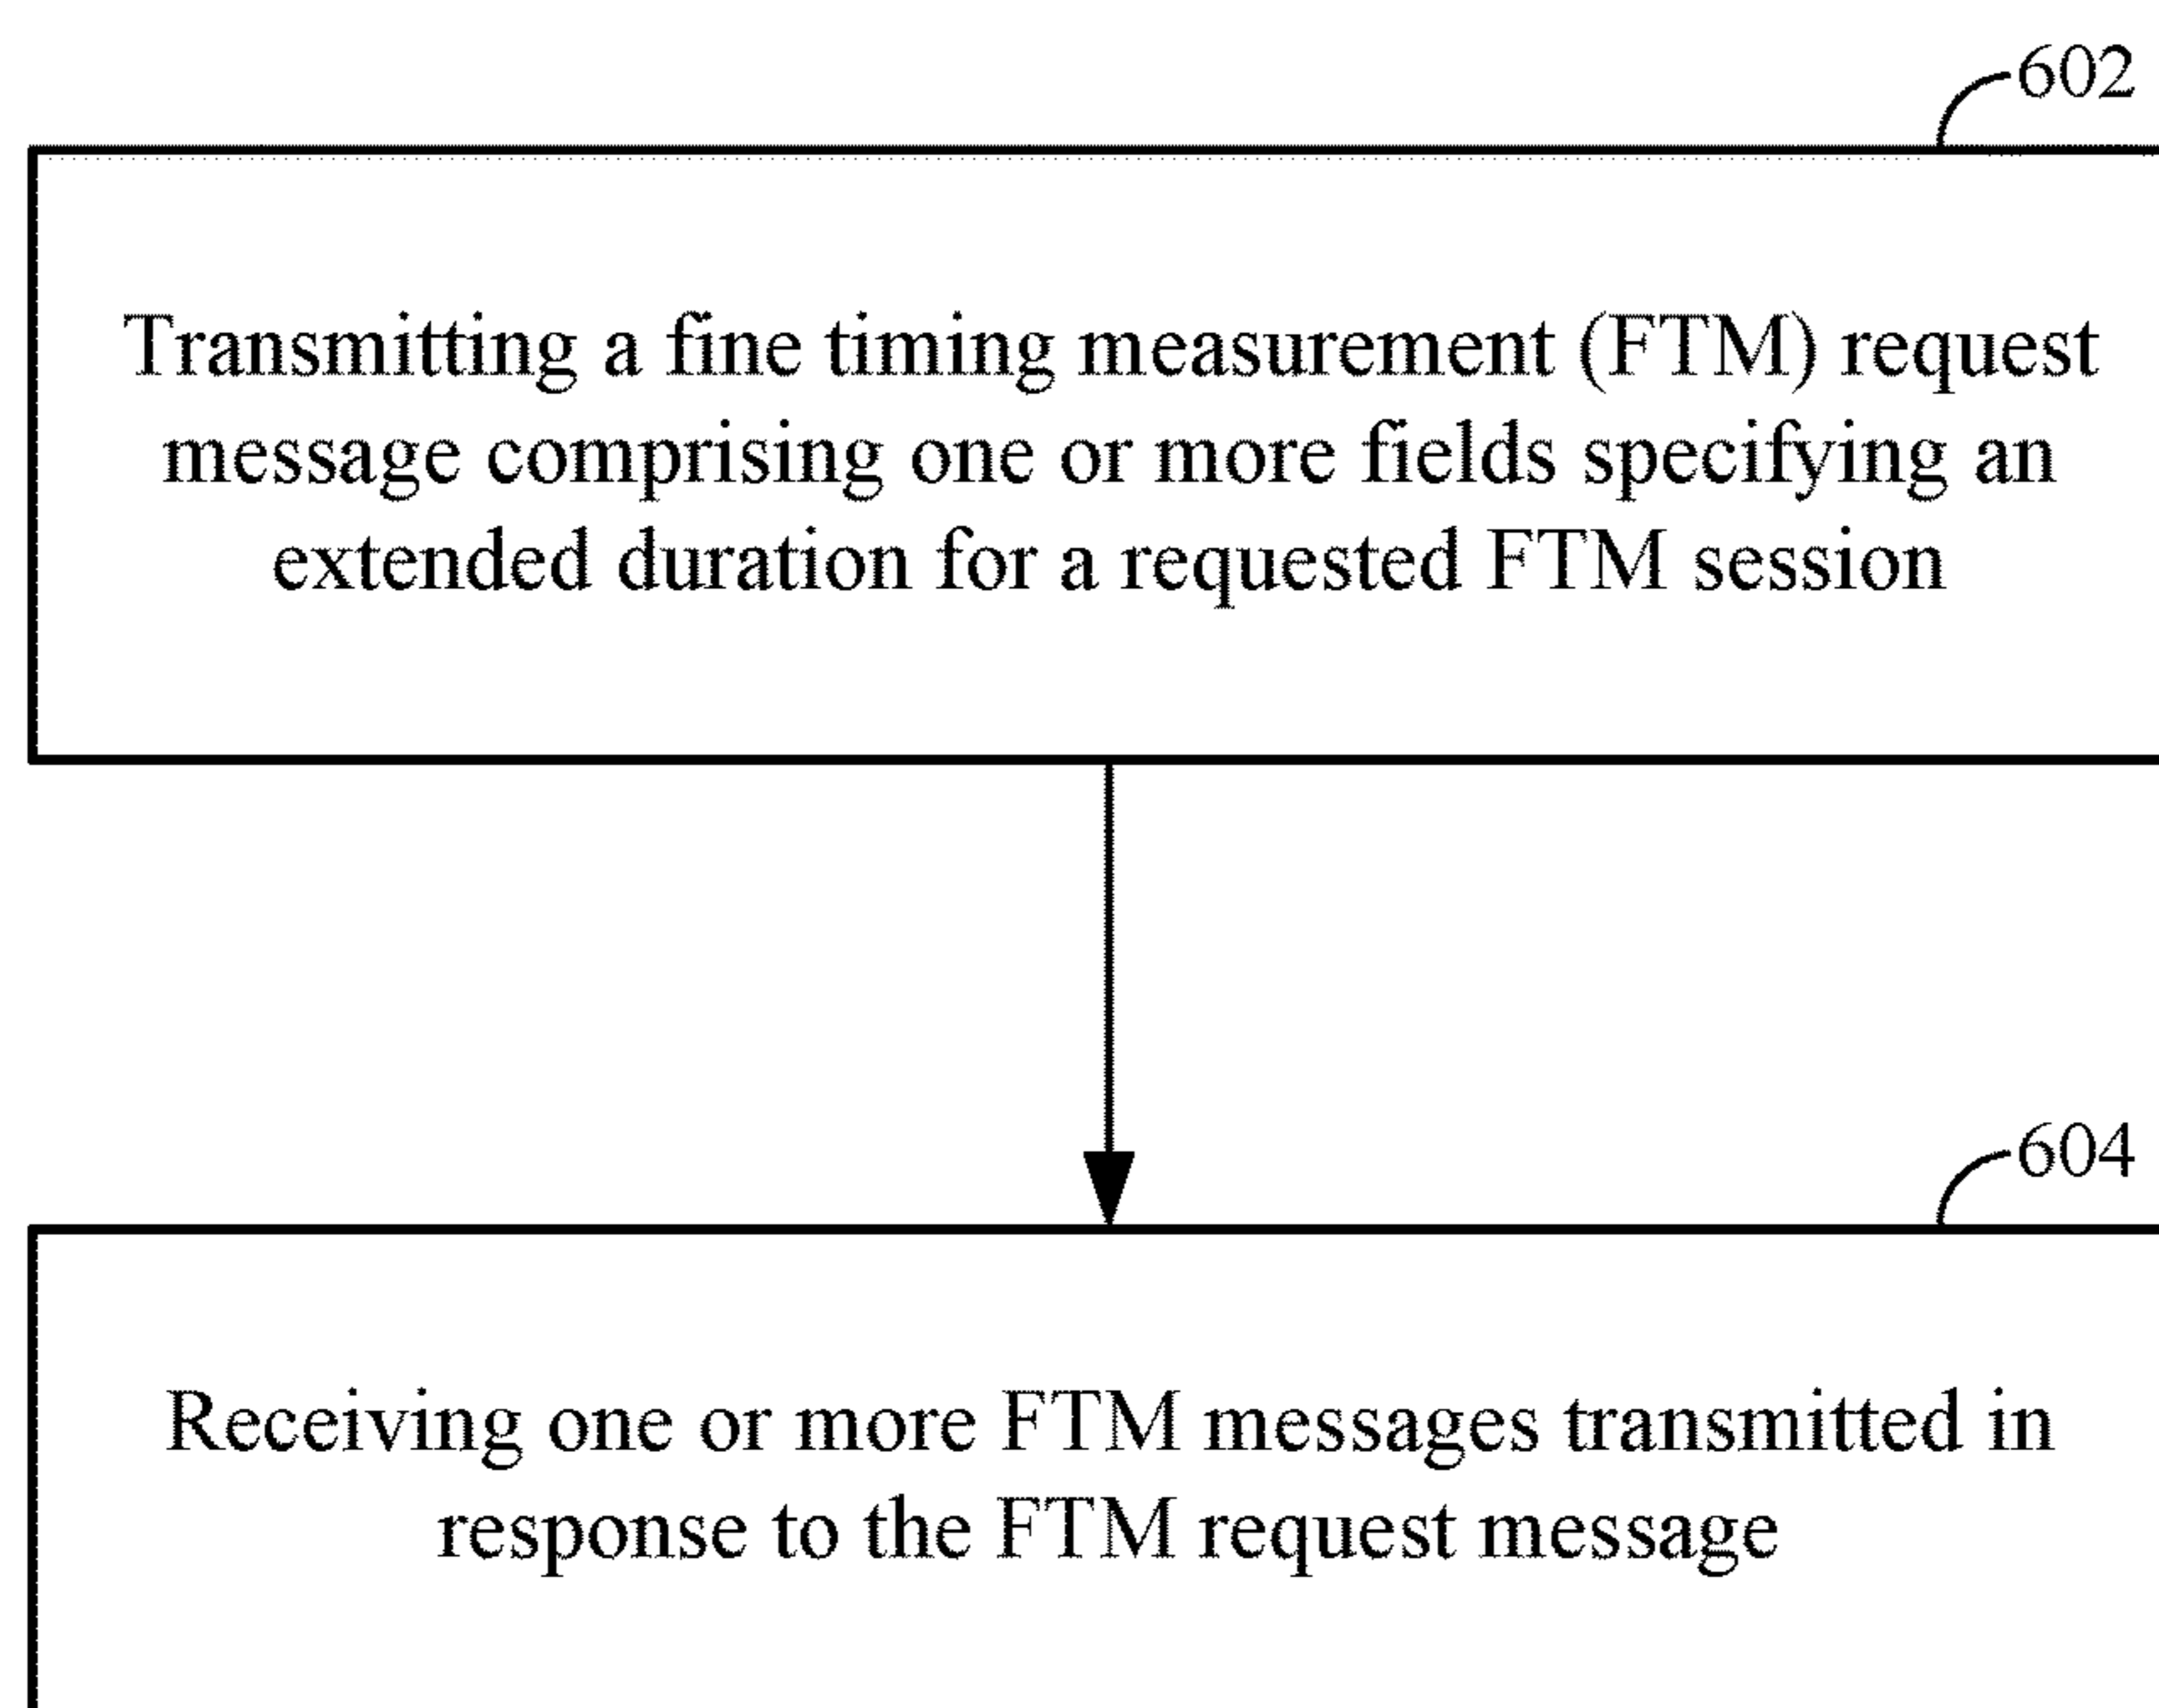 602
Transmitting a fine timing measurement (FTM) request
message comprising one or more fields specifying an
extended duration for a requested FTM session
604
Receiving one or more FTM messages transmitted in
response to the FTM request message